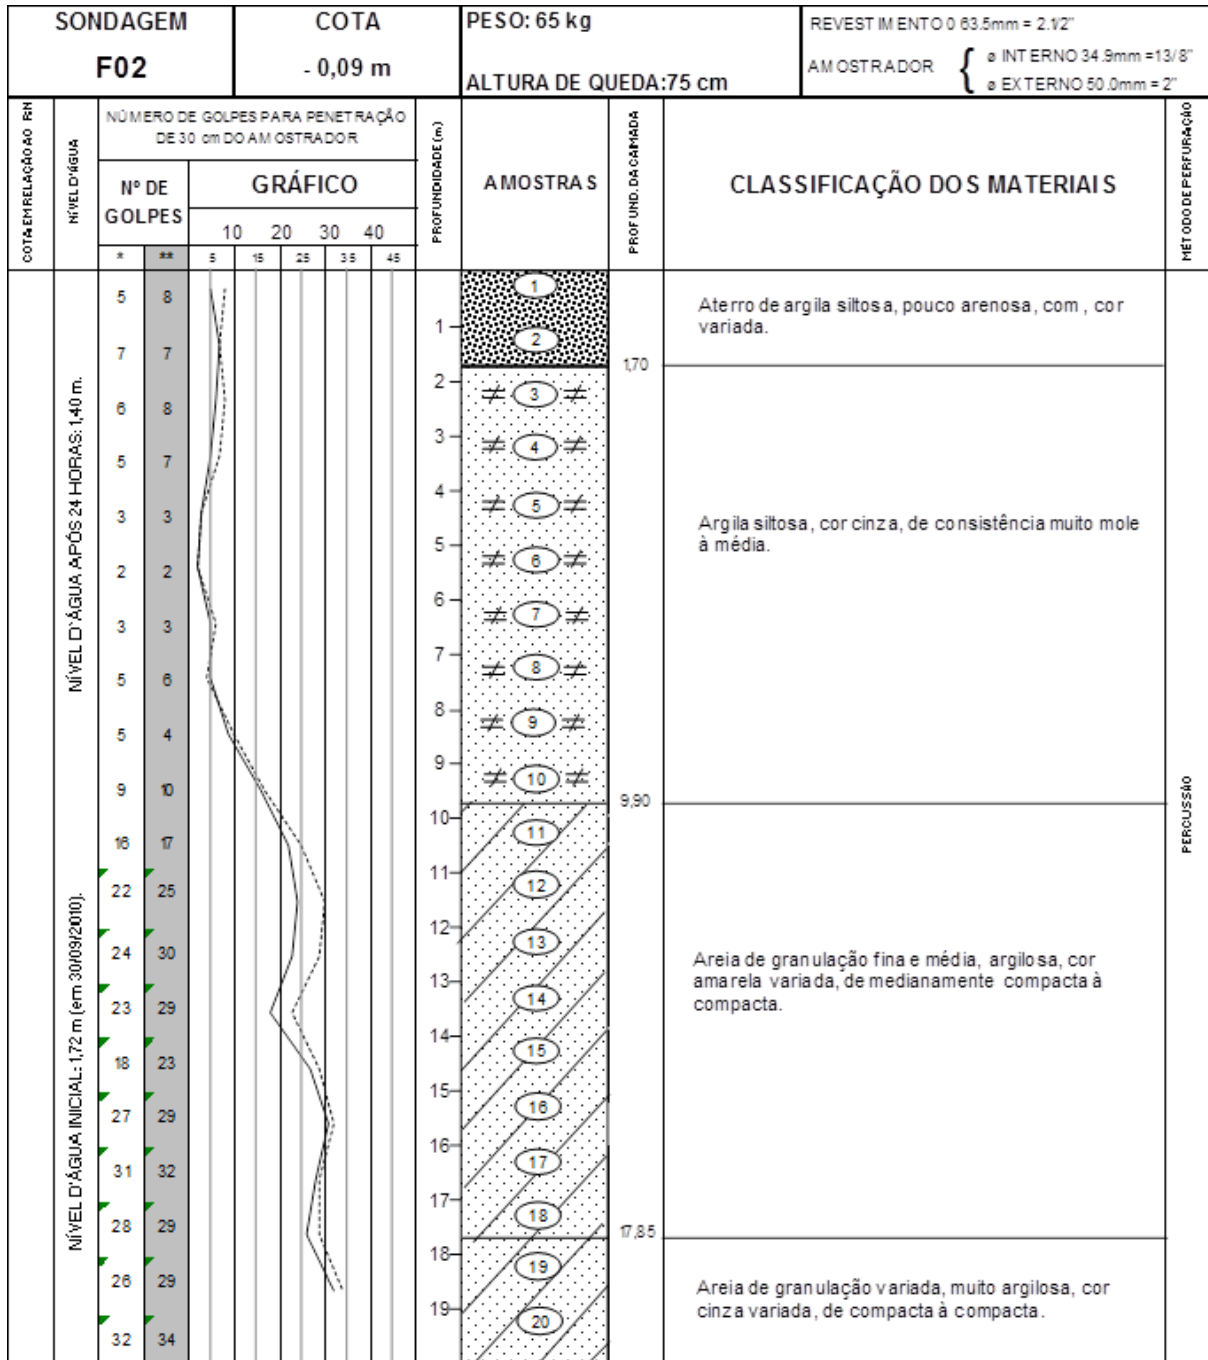 SONDAGEM
F02
COTA
- 0,09 m
PESO: 65 kg
ALTURA DE QUEDA:75 cm
REVESTIMENTO 0 63.5mm = 2.1/2"
AMOSTRADOR { ø INTERNO 34.9mm =13/8"
ø EXTERNO 50.0mm = 2"
COTA EM RELAÇÃO AO RN
NÍVEL D'ÁGUA
NÚMERO DE GOLPES PARA PENETRAÇÃO
DE 30 cm DO AMOSTRADOR
Nº DE
GOLPES
GRÁFICO
10 20 30 40
* ** 5 15 25 35 45
PROFUNDIDADE (m)
AMOSTRAS
PROFUND. DA CAMADA
CLASSIFICAÇÃO DOS MATERIAIS
MÉTODO DE PERFURAÇÃO
NÍVEL D'ÁGUA APÓS 24 HORAS: 1,40 m.
NÍVEL D'ÁGUA INICIAL: 1,72 m (em 30/09/2010).
5 8
7 7
6 8
5 7
3 3
2 2
3 3
5 6
5 4
9 10
16 17
22 25
24 30
23 29
18 23
27 29
31 32
28 29
26 29
32 34
1
2
3
4
5
6
7
8
9
10
11
12
13
14
15
16
17
18
19
1
2
3
4
5
6
7
8
9
10
11
12
13
14
15
16
17
18
19
20
1,70
9,90
17,85
Aterro de argila siltosa, pouco arenosa, com , cor
variada.
Argila siltosa, cor cinza, de consistência muito mole
à média.
Areia de granulação fina e média, argilosa, cor
amarela variada, de medianamente compacta à
compacta.
Areia de granulação variada, muito argilosa, cor
cinza variada, de compacta à compacta.
PERCUSSÃO